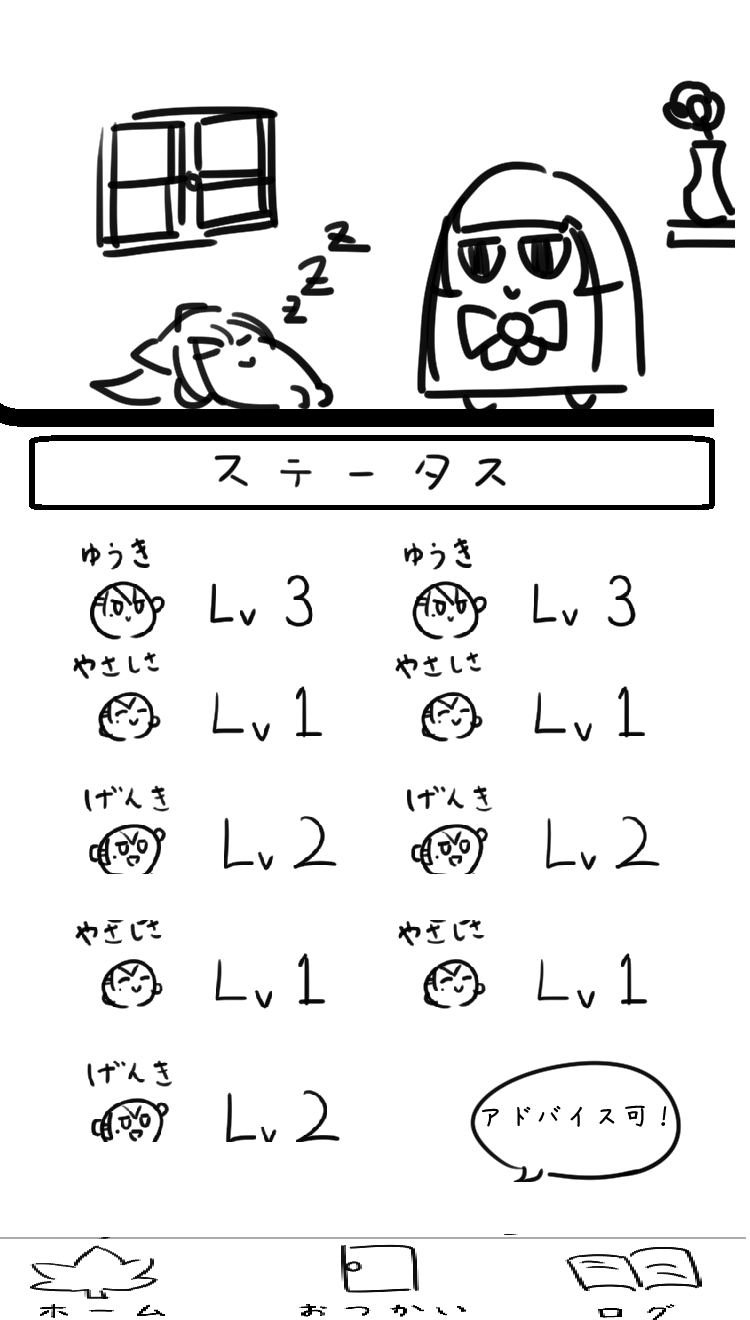 z
z
z
ステータス
ゆうき ゆうき
Lv 3 Lv 3
やさしさ やさしさ
Lv 1 Lv 1
げんき げんき
Lv 2 Lv 2
やさしさ やさしさ
Lv 1 Lv 1
げんき
Lv 2
アドバイス可!
ホーム おつかい ログ